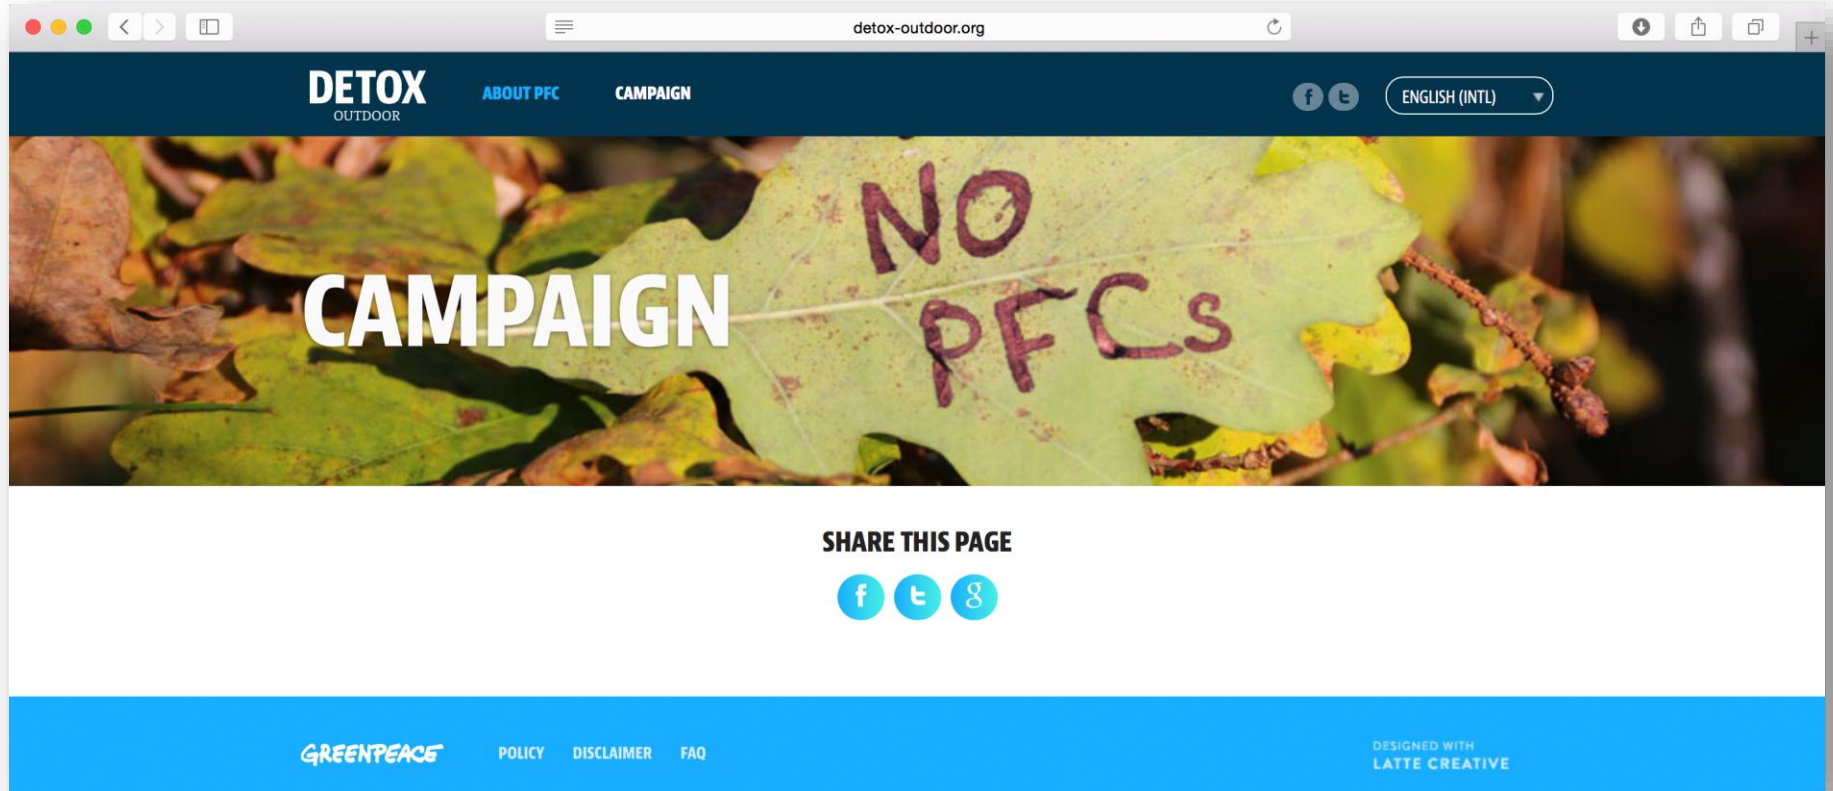 detox-outdoor.org
DETOX
OUTDOOR
ABOUT PFC
CAMPAIGN
ENGLISH (INTL)
NO
PFCs
CAMPAIGN
SHARE THIS PAGE
GREENPEACE
POLICY
DISCLAIMER
FAQ
DESIGNED WITH
LATTE CREATIVE